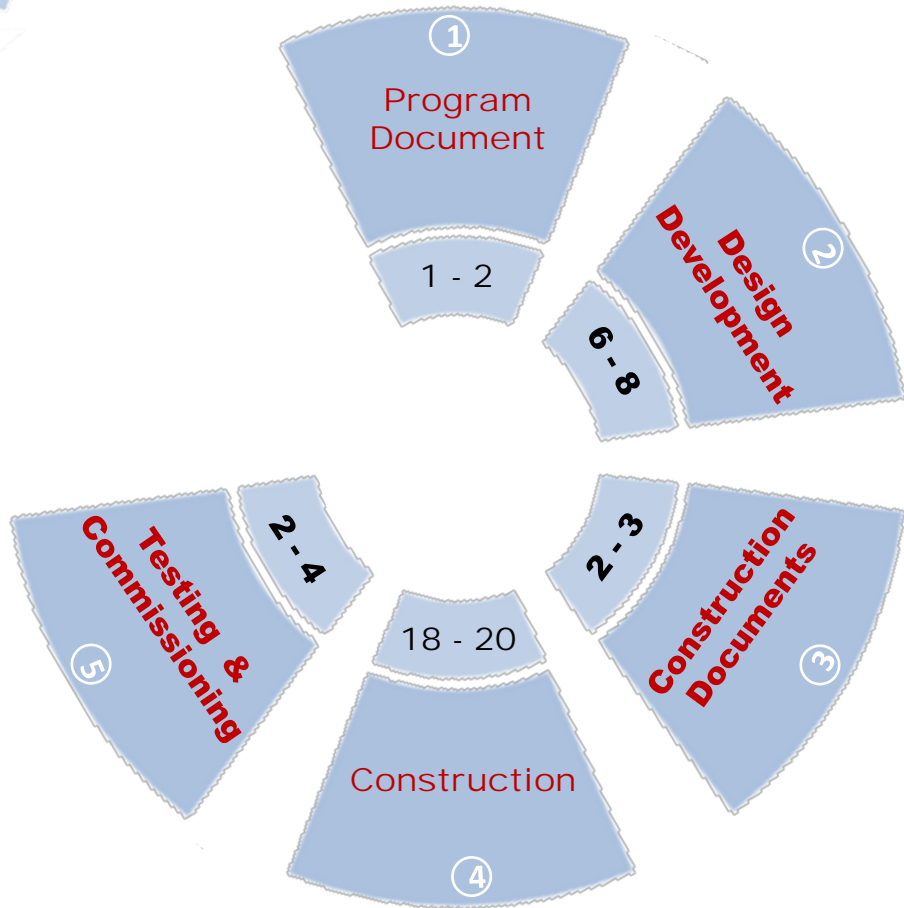 1
Program
Document
1 - 2
2
Design
Development
6 - 8
3
Construction
Documents
2 - 3
4
Construction
18 - 20
5
Testing &
Commissioning
2 - 4